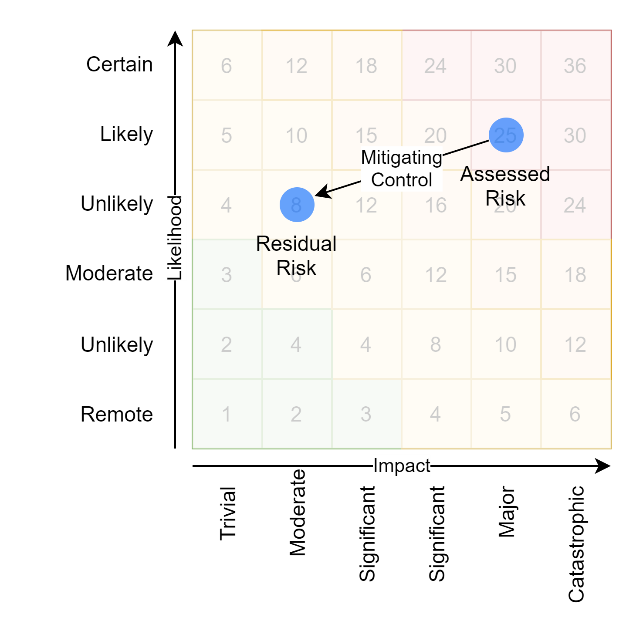 Certain 6 12 18 24 30 36
Likely 5 10 15 20 25 30
Mitigating
Control
Assessed
Risk
Unlikely 4 8 12 16 20 24
Residual
Risk
Moderate 3 6 6 12 15 18
Unlikely 2 4 4 8 10 12
Remote 1 2 3 4 5 6
Likelihood
Impact
Trivial
Moderate
Significant
Significant
Major
Catastrophic